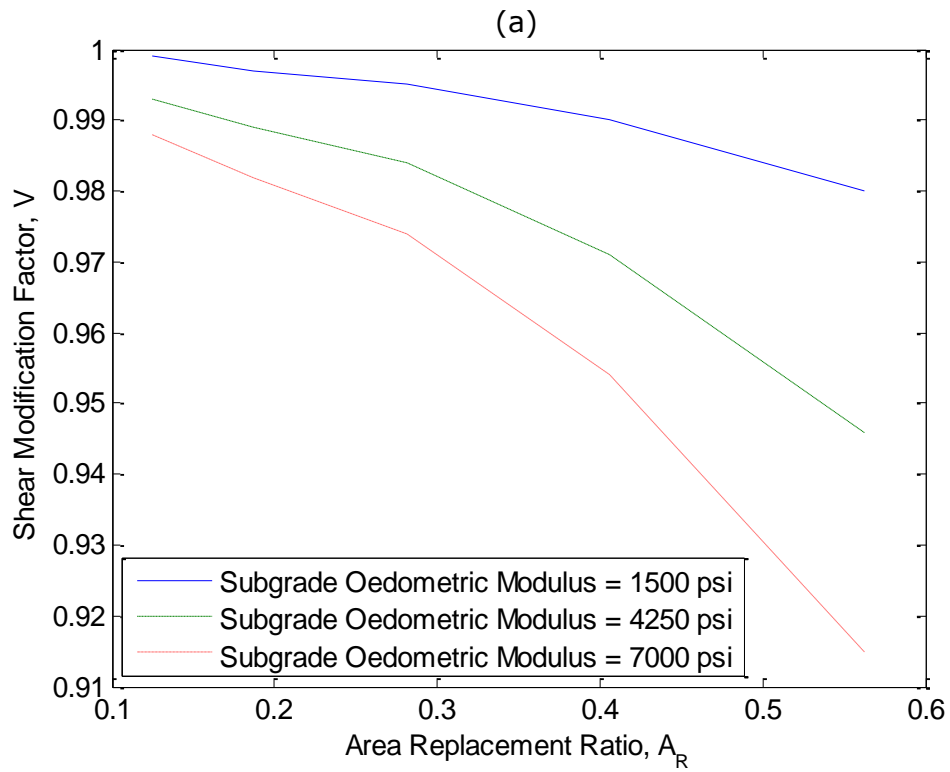 (a)
1
0.99
0.98
0.97
0.96
0.95
0.94
0.93
0.92
0.91
Shear Modification Factor, V
Subgrade Oedometric Modulus = 1500 psi
Subgrade Oedometric Modulus = 4250 psi
Subgrade Oedometric Modulus = 7000 psi
0.1 0.2 0.3 0.4 0.5 0.6
Area Replacement Ratio, A_R